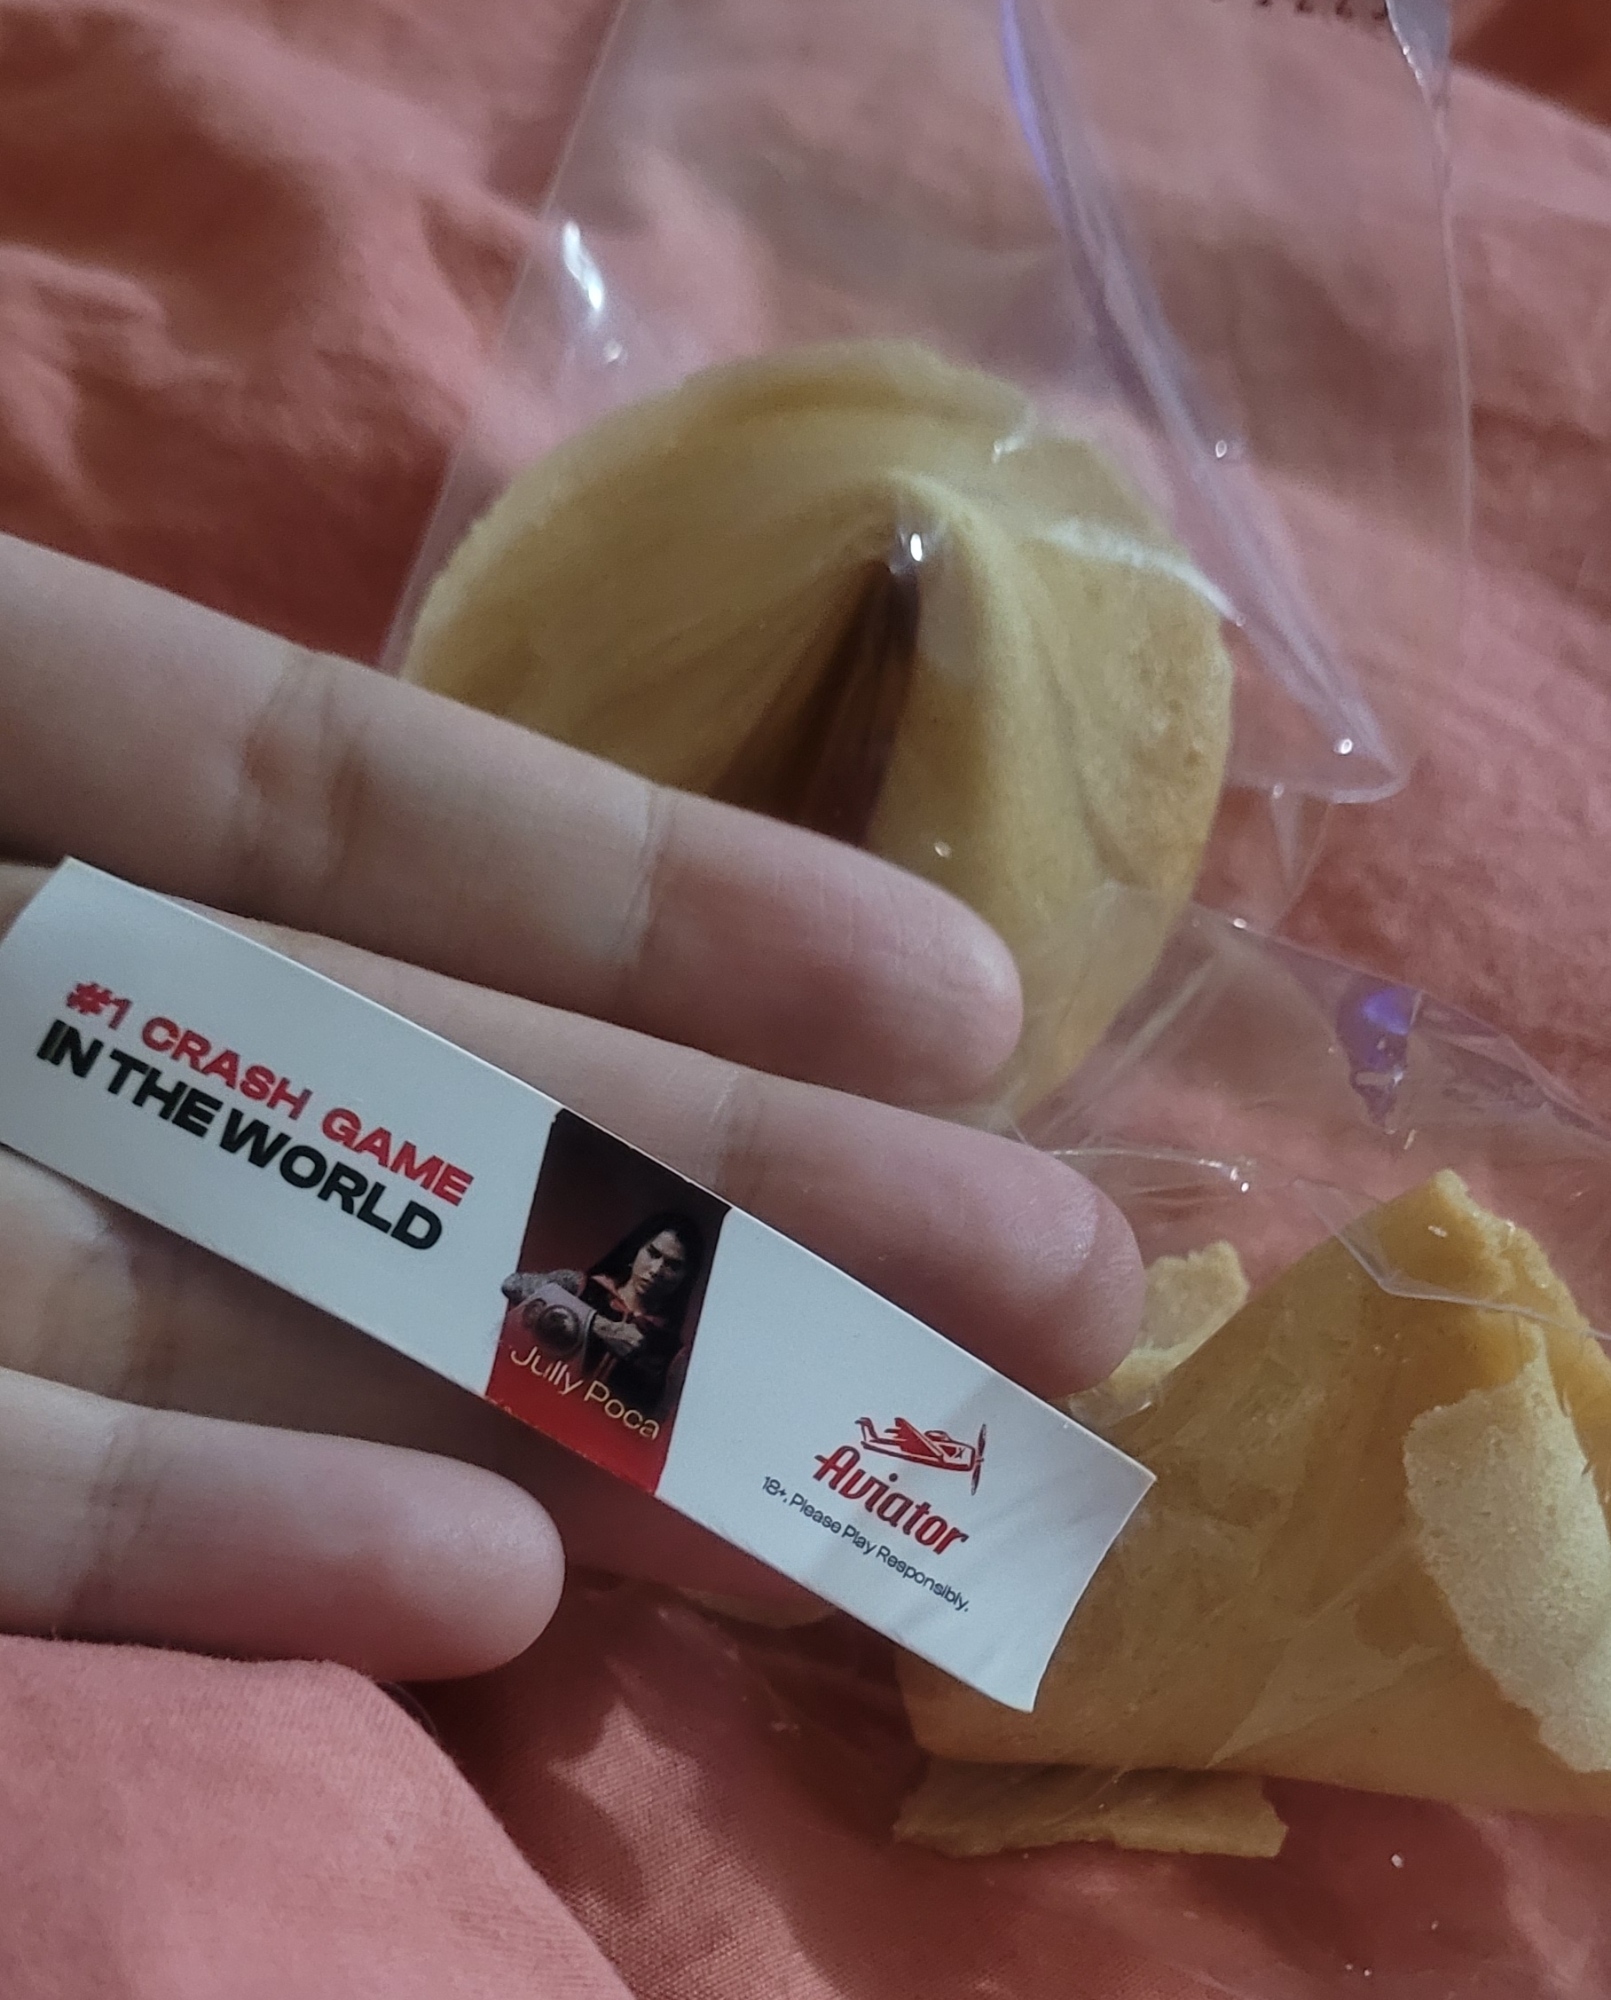 #1 CRASH GAME
IN THE WORLD
Jully Poca
Aviator
18+. Please Play Responsibly.